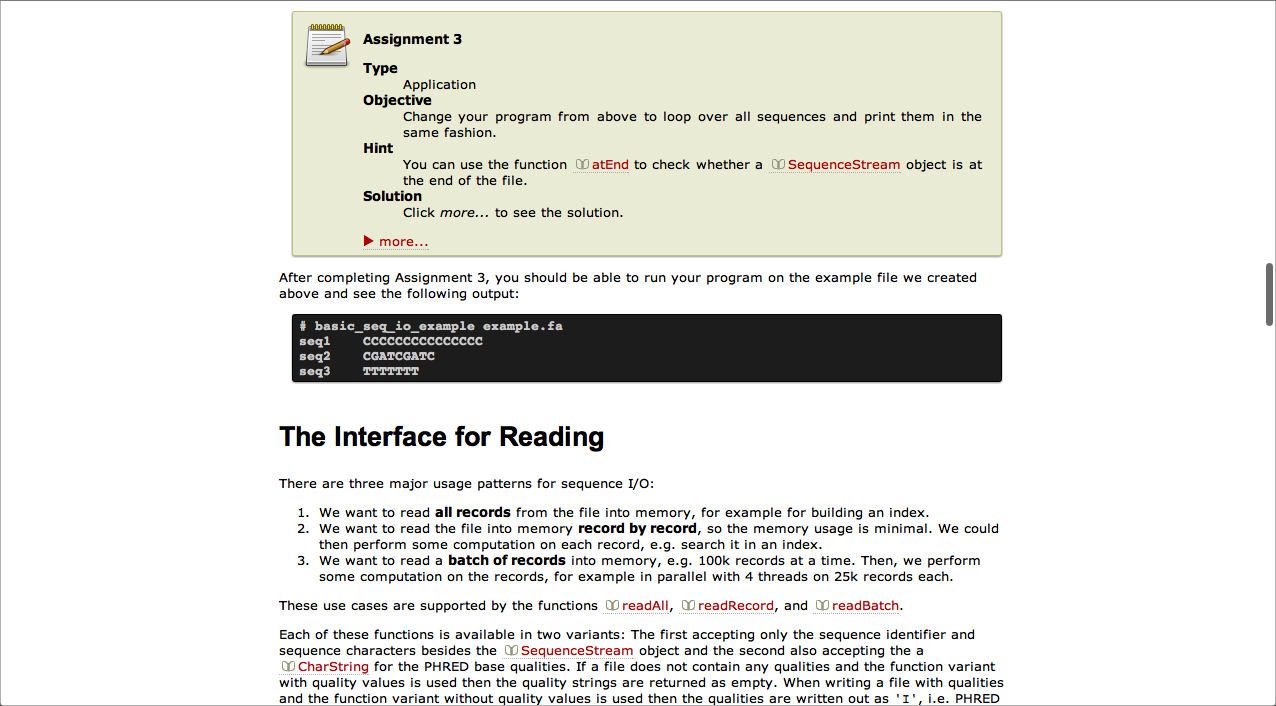 Assignment 3
Type
Application
Objective
Change your program from above to loop over all sequences and print them in the
same fashion.
Hint
You can use the function atEnd to check whether a SequenceStream object is at
the end of the file.
Solution
Click more... to see the solution.
more...
After completing Assignment 3, you should be able to run your program on the example file we created
above and see the following output:
# basic_seq_io_example example.fa
seq1    CCCCCCCCCCCCCCC
seq2    CGATCGATC
seq3    TTTTTTT
The Interface for Reading
There are three major usage patterns for sequence I/O:
1. We want to read all records from the file into memory, for example for building an index.
2. We want to read the file into memory record by record, so the memory usage is minimal. We could
then perform some computation on each record, e.g. search it in an index.
3. We want to read a batch of records into memory, e.g. 100k records at a time. Then, we perform
some computation on the records, for example in parallel with 4 threads on 25k records each.
These use cases are supported by the functions readAll, readRecord, and readBatch.
Each of these functions is available in two variants: The first accepting only the sequence identifier and
sequence characters besides the SequenceStream object and the second also accepting the a
CharString for the PHRED base qualities. If a file does not contain any qualities and the function variant
with quality values is used then the quality strings are returned as empty. When writing a file with qualities
and the function variant without quality values is used then the qualities are written out as 'I', i.e. PHRED